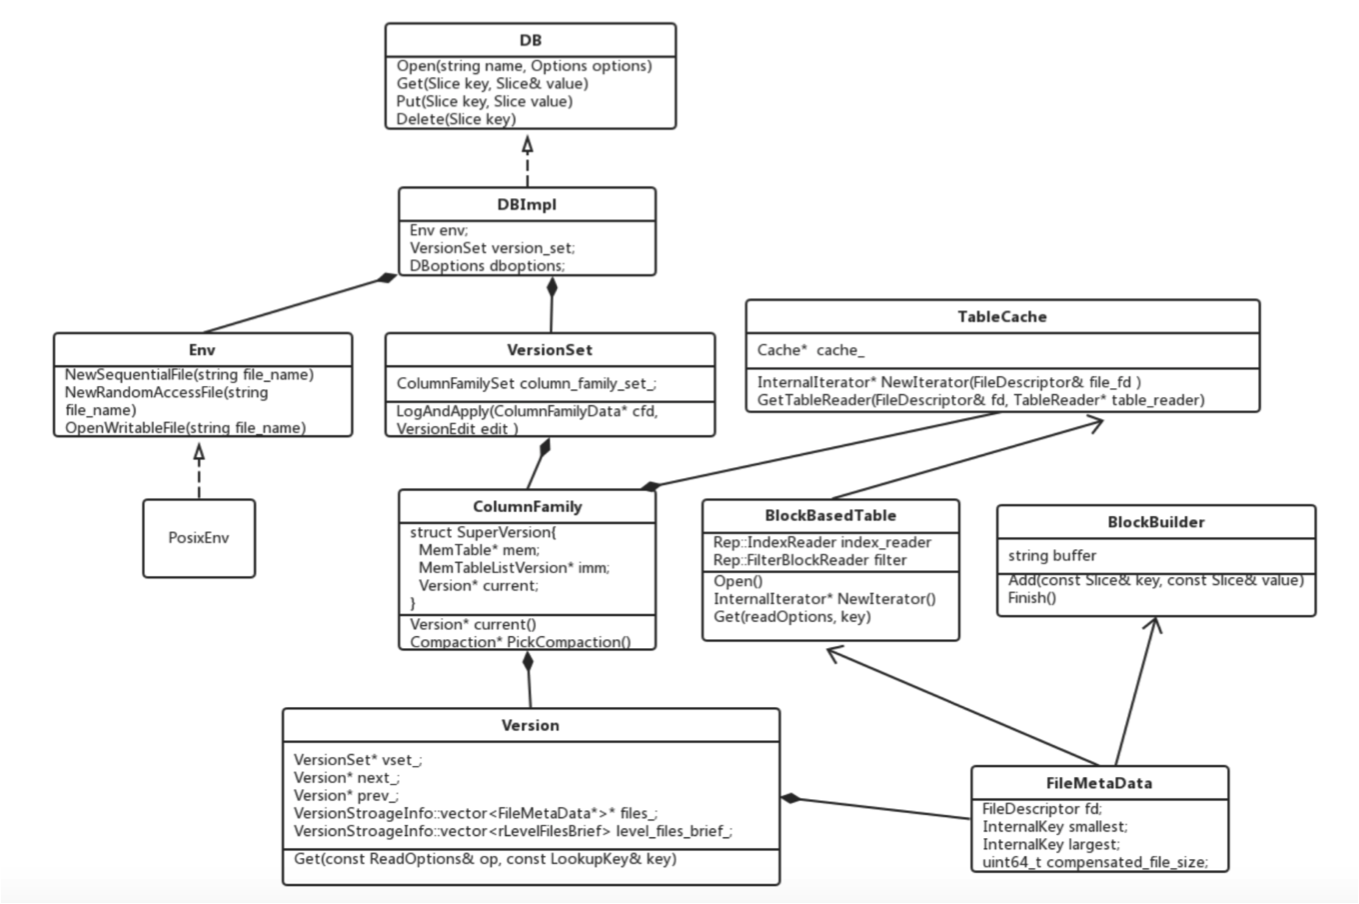 DB
Open(string name, Options options)
Get(Slice key, Slice& value)
Put(Slice key, Slice value)
Delete(Slice key)
DBImpl
Env env;
VersionSet version_set;
DBoptions dboptions;
Env
NewSequentialFile(string file_name)
NewRandomAccessFile(string
file_name)
OpenWritableFile(string file_name)
PosixEnv
VersionSet
ColumnFamilySet column_family_set_;
LogAndApply(ColumnFamilyData* cfd,
VersionEdit edit )
TableCache
Cache*  cache_
InternalIterator* NewIterator(FileDescriptor& file_fd )
GetTableReader(FileDescriptor& fd, TableReader* table_reader)
ColumnFamily
struct SuperVersion{
MemTable* mem;
MemTableListVersion* imm;
Version* current;
}
Version* current()
Compaction* PickCompaction()
BlockBasedTable
Rep::IndexReader index_reader
Rep::FilterBlockReader filter
Open()
InternalIterator* NewIterator()
Get(readOptions, key)
BlockBuilder
string buffer
Add(const Slice& key, const Slice& value)
Finish()
Version
VersionSet* vset_;
Version* next_;
Version* prev_;
VersionStroageInfo::vector<FileMetaData*>* files_;
VersionStroageInfo::vector<rLevelFilesBrief> level_files_brief_;
Get(const ReadOptions& op, const LookupKey& key)
FileMetaData
FileDescriptor fd;
InternalKey smallest;
InternalKey largest;
uint64_t compensated_file_size;